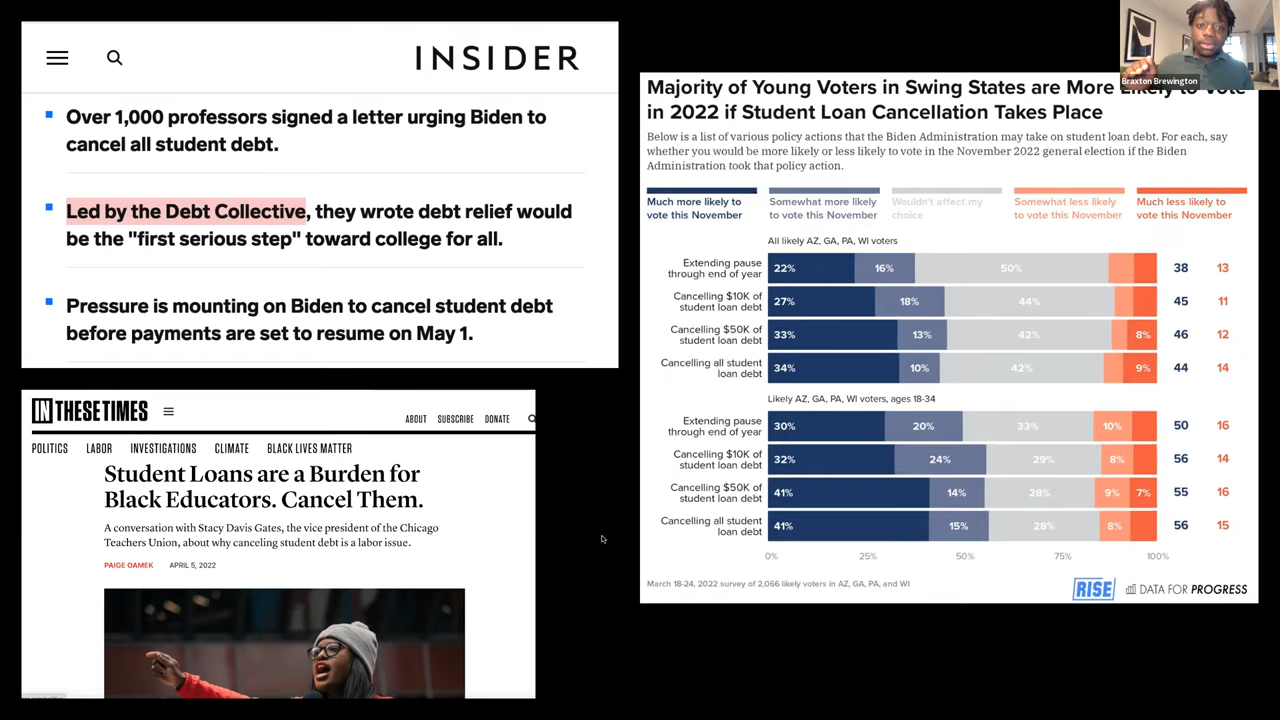 INSIDER
Over 1,000 professors signed a letter urging Biden to
cancel all student debt.
Led by the Debt Collective, they wrote debt relief would
be the "first serious step" toward college for all.
Pressure is mounting on Biden to cancel student debt
before payments are set to resume on May 1.
IN THESE TIMES
ABOUT SUBSCRIBE DONATE
POLITICS LABOR INVESTIGATIONS CLIMATE BLACK LIVES MATTER
Student Loans are a Burden for
Black Educators. Cancel Them.
A conversation with Stacy Davis Gates, the vice president of the Chicago
Teachers Union, about why canceling student debt is a labor issue.
PAIGE OAMEK APRIL 5, 2022
Braxton Brewington
Majority of Young Voters in Swing States are More Likely to Vote
in 2022 if Student Loan Cancellation Takes Place
Below is a list of various policy actions that the Biden Administration may take on student loan debt. For each, say
whether you would be more likely or less likely to vote in the November 2022 general election if the Biden
Administration took that policy action.
Much more likely to
vote this November
Somewhat more likely
to vote this November
Wouldn't affect my
choice
Somewhat less likely
to vote this November
Much less likely to
vote this November
All likely AZ, GA, PA, WI voters
Extending pause
through end of year
22% 16% 50% 38 13
Cancelling $10K of
student loan debt
27% 18% 44% 45 11
Cancelling $50K of
student loan debt
33% 13% 42% 8% 46 12
Cancelling all student
loan debt
34% 10% 42% 9% 44 14
Likely AZ, GA, PA, WI voters, ages 18-34
Extending pause
through end of year
30% 20% 33% 10% 50 16
Cancelling $10K of
student loan debt
32% 24% 29% 8% 56 14
Cancelling $50K of
student loan debt
41% 14% 28% 9% 7% 55 16
Cancelling all student
loan debt
41% 15% 28% 8% 56 15
0% 25% 50% 75% 100%
March 18-24, 2022 survey of 2,066 likely voters in AZ, GA, PA, and WI
RISE DATA FOR PROGRESS